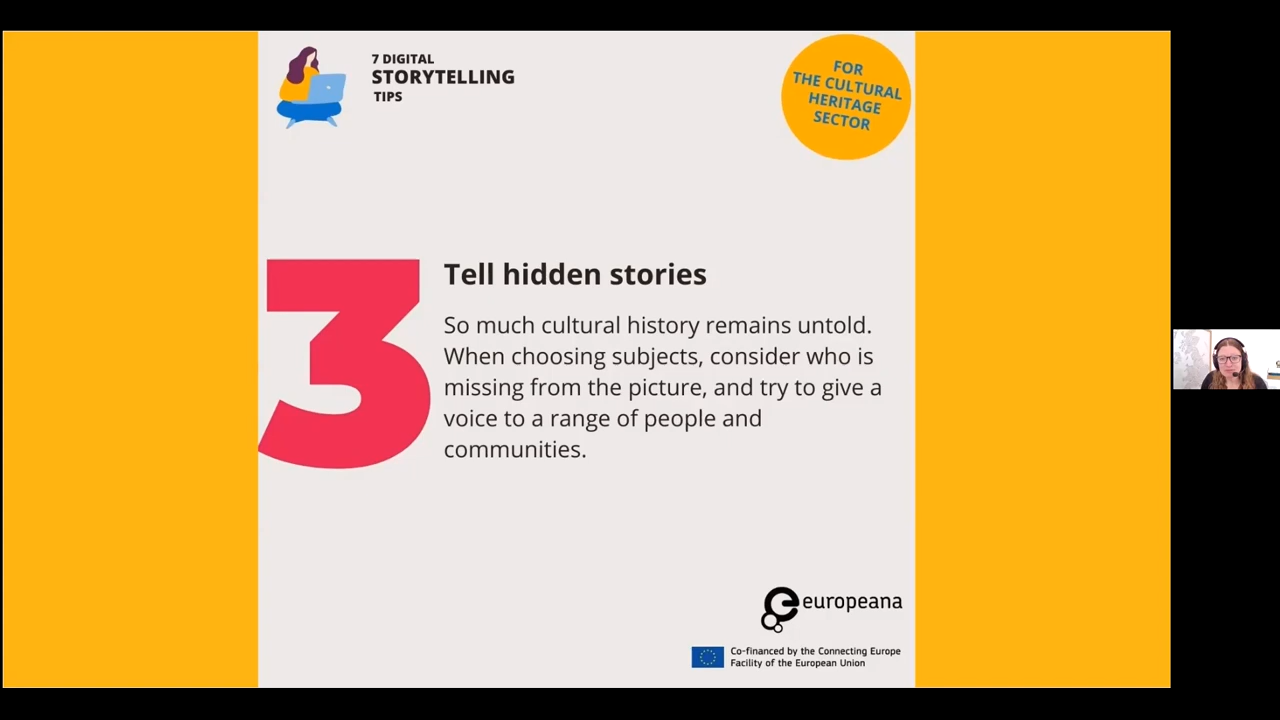 7 DIGITAL
STORYTELLING
TIPS
FOR
THE CULTURAL
HERITAGE
SECTOR
3
Tell hidden stories
So much cultural history remains untold.
When choosing subjects, consider who is
missing from the picture, and try to give a
voice to a range of people and
communities.
europeana
Co-financed by the Connecting Europe
Facility of the European Union